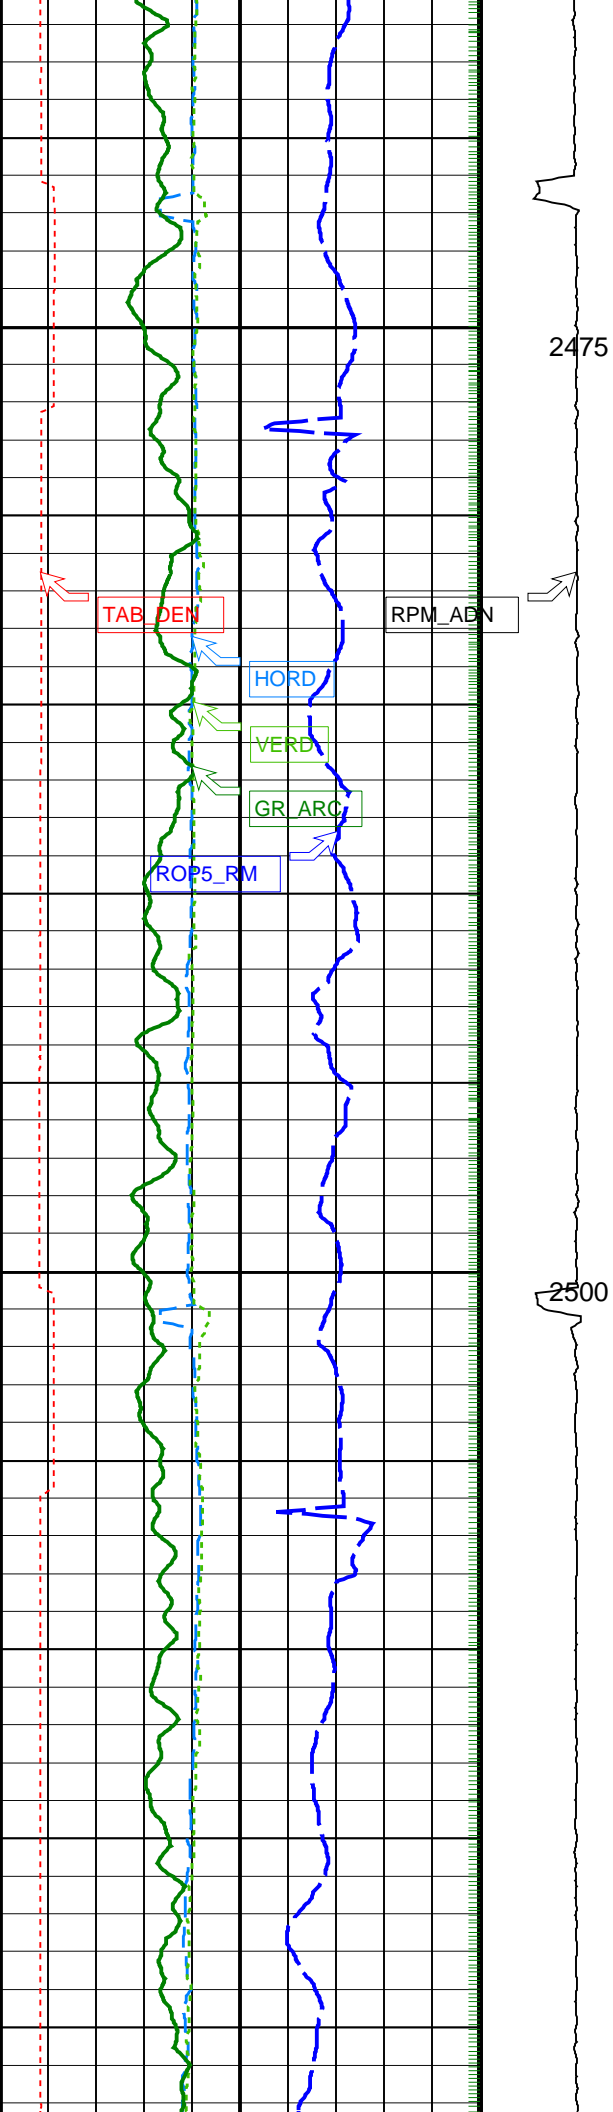 2475
TAB_DEN
RPM_ADN
HORD
VERD
GR_ARC
ROP5_RM
2500